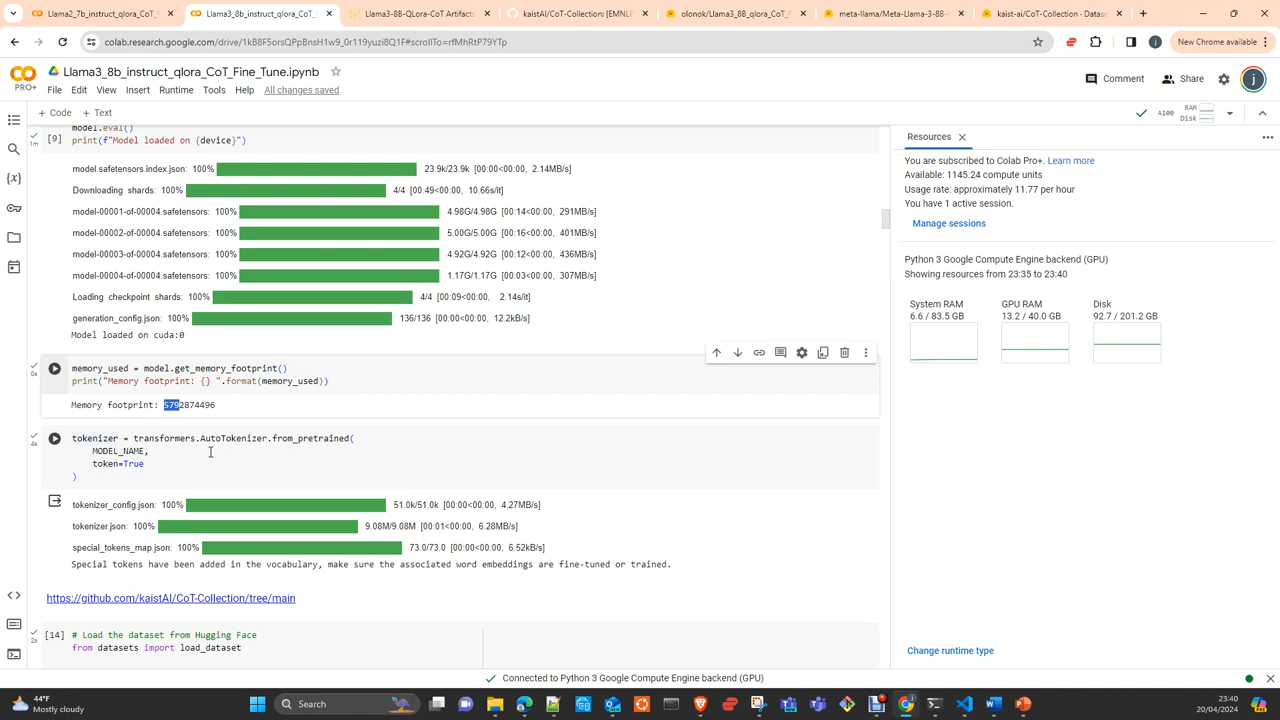 Llama2_7b_instruct_qlora_CoT_
Llama3_8b_instruct_qlora_CoT_F
Llama3-8B-QLora-CoT Artifacts
kaistAI/CoT-Collection: [EMNLP
olonok/Llama3_8B_qlora_CoT_F
meta-llama/Meta-Llama-3-8B-I
kaist-ai/CoT-Collection · Datase
colab.research.google.com/drive/1kB8F5orsQPpBnsH1w9_0r119yuzi8Q1F#scrollTo=rfMhRtP79YTp
New Chrome available
PRO+
Llama3_8b_instruct_qlora_CoT_Fine_Tune.ipynb
File Edit View Insert Runtime Tools Help All changes saved
Comment
Share
j
+ Code + Text
A100
RAM
Disk
model.eval()
[9] print(f"Model loaded on {device}")
1m
model.safetensors.index.json: 100% 23.9k/23.9k [00:00<00:00, 2.14MB/s]
Downloading shards: 100% 4/4 [00:49<00:00, 10.66s/it]
model-00001-of-00004.safetensors: 100% 4.98G/4.98G [00:14<00:00, 291MB/s]
model-00002-of-00004.safetensors: 100% 5.00G/5.00G [00:16<00:00, 401MB/s]
model-00003-of-00004.safetensors: 100% 4.92G/4.92G [00:12<00:00, 436MB/s]
model-00004-of-00004.safetensors: 100% 1.17G/1.17G [00:03<00:00, 307MB/s]
Loading checkpoint shards: 100% 4/4 [00:09<00:00, 2.14s/it]
generation_config.json: 100% 136/136 [00:00<00:00, 12.2kB/s]
Model loaded on cuda:0
memory_used = model.get_memory_footprint()
0s
print("Memory footprint: {} ".format(memory_used))
Memory footprint: 5792874496
tokenizer = transformers.AutoTokenizer.from_pretrained(
4s
MODEL_NAME,
token=True
)
tokenizer_config.json: 100% 51.0k/51.0k [00:00<00:00, 4.27MB/s]
tokenizer.json: 100% 9.08M/9.08M [00:01<00:00, 6.28MB/s]
special_tokens_map.json: 100% 73.0/73.0 [00:00<00:00, 6.52kB/s]
Special tokens have been added in the vocabulary, make sure the associated word embeddings are fine-tuned or trained.
https://github.com/kaistAI/CoT-Collection/tree/main
[14] # Load the dataset from Hugging Face
2s
from datasets import load_dataset
Resources
You are subscribed to Colab Pro+. Learn more
Available: 1145.24 compute units
Usage rate: approximately 11.77 per hour
You have 1 active session.
Manage sessions
Python 3 Google Compute Engine backend (GPU)
Showing resources from 23:35 to 23:40
System RAM
6.6 / 83.5 GB
GPU RAM
13.2 / 40.0 GB
Disk
92.7 / 201.2 GB
Change runtime type
Connected to Python 3 Google Compute Engine backend (GPU)
44°F
Mostly cloudy
Search
23:40
20/04/2024